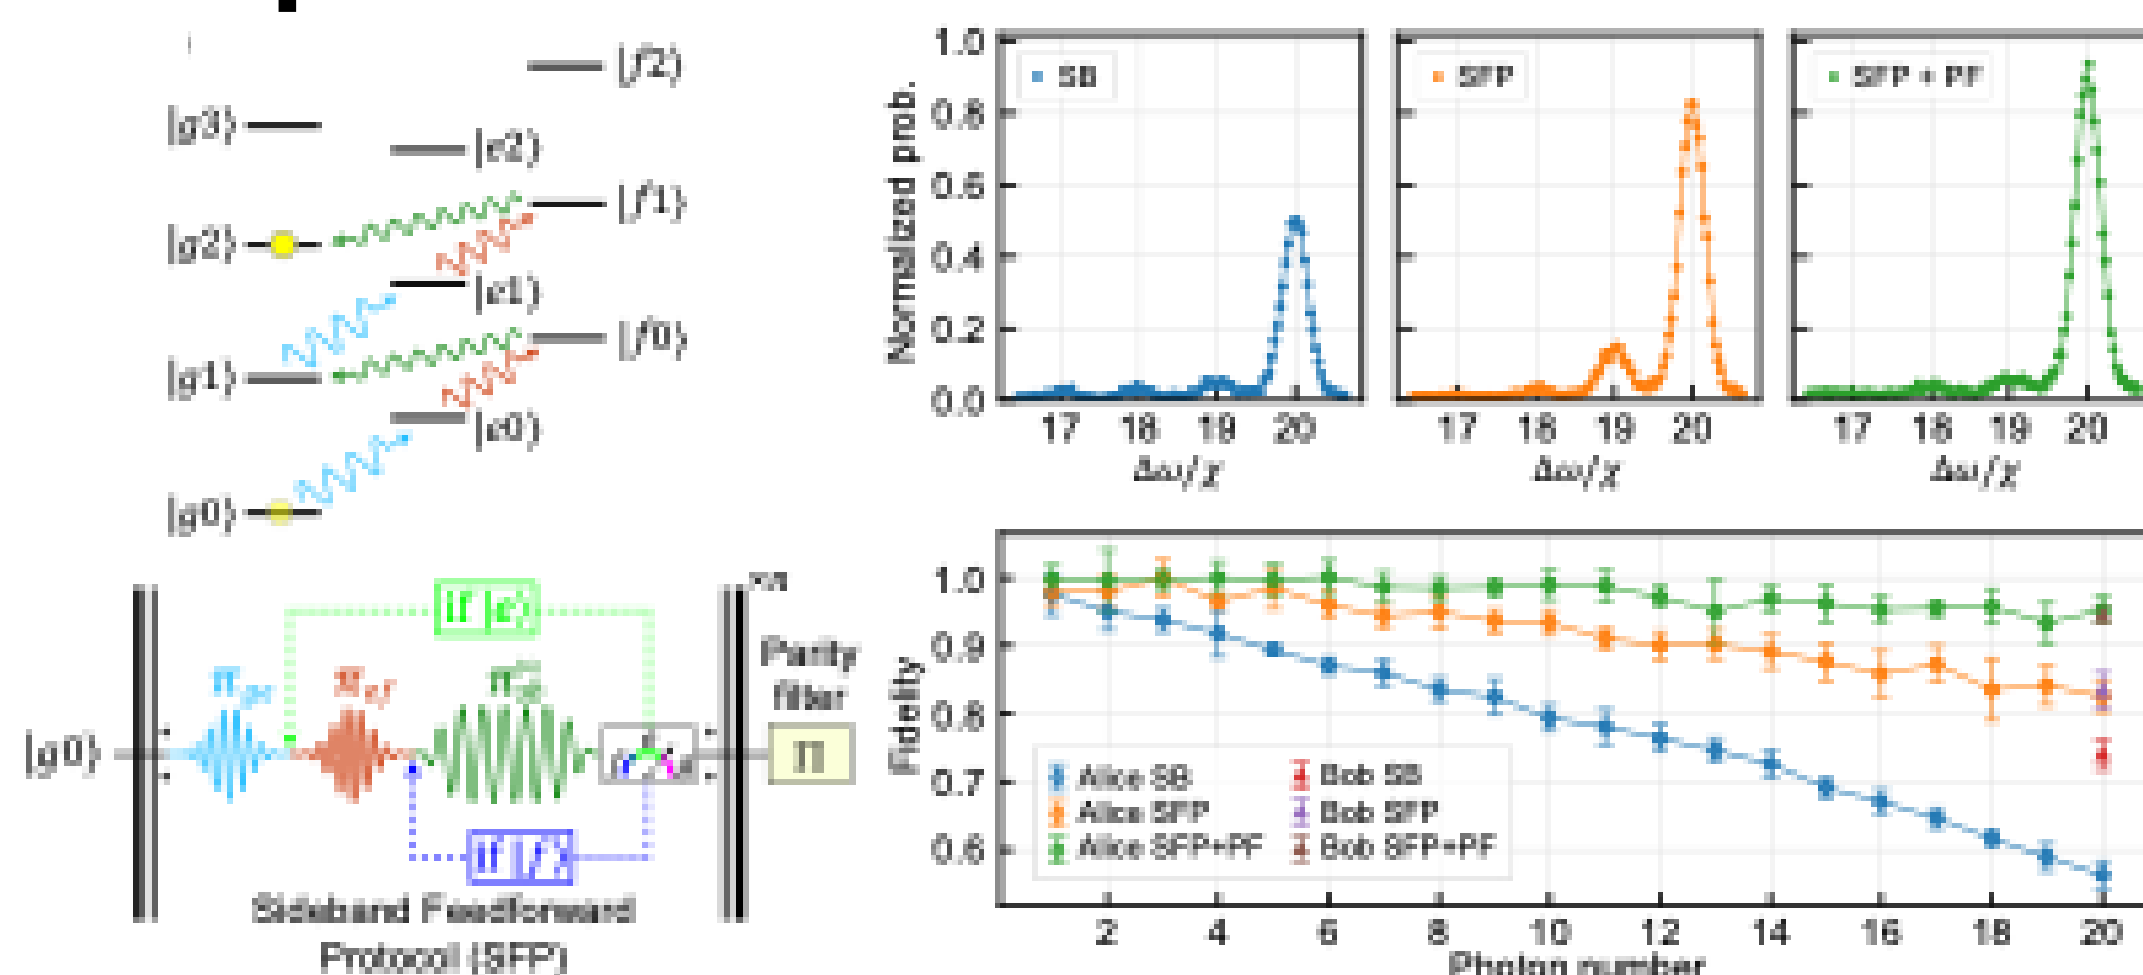 |f2⟩
|g3⟩
|e2⟩
|f1⟩
|g2⟩
|e1⟩
|f0⟩
|g1⟩
|e0⟩
|g0⟩
if |e⟩
π_ge
π_ef
Parity
filter
|g0⟩
Π
if |f⟩
Sideband Feedforward
Protocol (SFP)
Normalized prob.
1.0
0.8
0.6
0.4
0.2
0.0
SB
17 18 19 20
Δω/χ
SFP
17 18 19 20
Δω/χ
SFP + PF
17 18 19 20
Δω/χ
Fidelity
1.0
0.9
0.8
0.7
0.6
Alice SB
Alice SFP
Alice SFP+PF
Bob SB
Bob SFP
Bob SFP+PF
2 4 6 8 10 12 14 16 18 20
Photon number